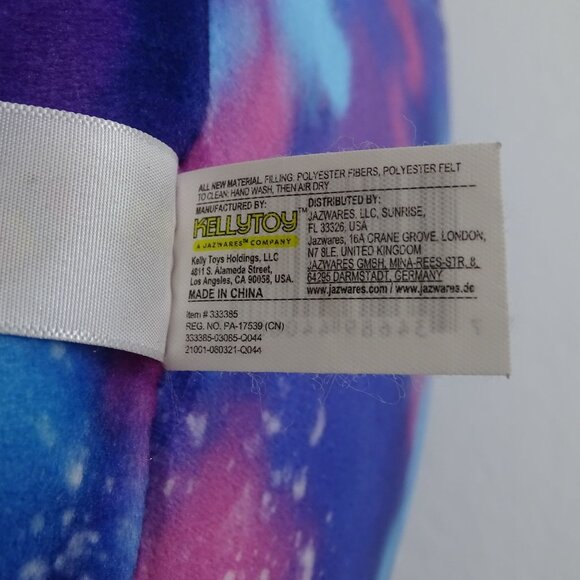 ALL NEW MATERIAL. FILLING: POLYESTER FIBERS, POLYESTER FELT
TO CLEAN: HAND WASH, THEN AIR DRY
MANUFACTURED BY:
KELLYTOY™
A JAZWARES™ COMPANY
Kelly Toys Holdings, LLC
4811 S. Alameda Street,
Los Angeles, CA 90058, USA.
MADE IN CHINA
DISTRIBUTED BY:
JAZWARES, LLC, SUNRISE,
FL 33326, USA
Jazwares, 16A CRANE GROVE, LONDON,
N7 8LE, UNITED KINGDOM
JAZWARES GMBH, MINA-REES-STR, 8,
64295 DARMSTADT, GERMANY
www.jazwares.com / www.jazwares.de
Item # 333385
REG. NO. PA-17539 (CN)
333385-03085-Q044
21001-080321-Q044